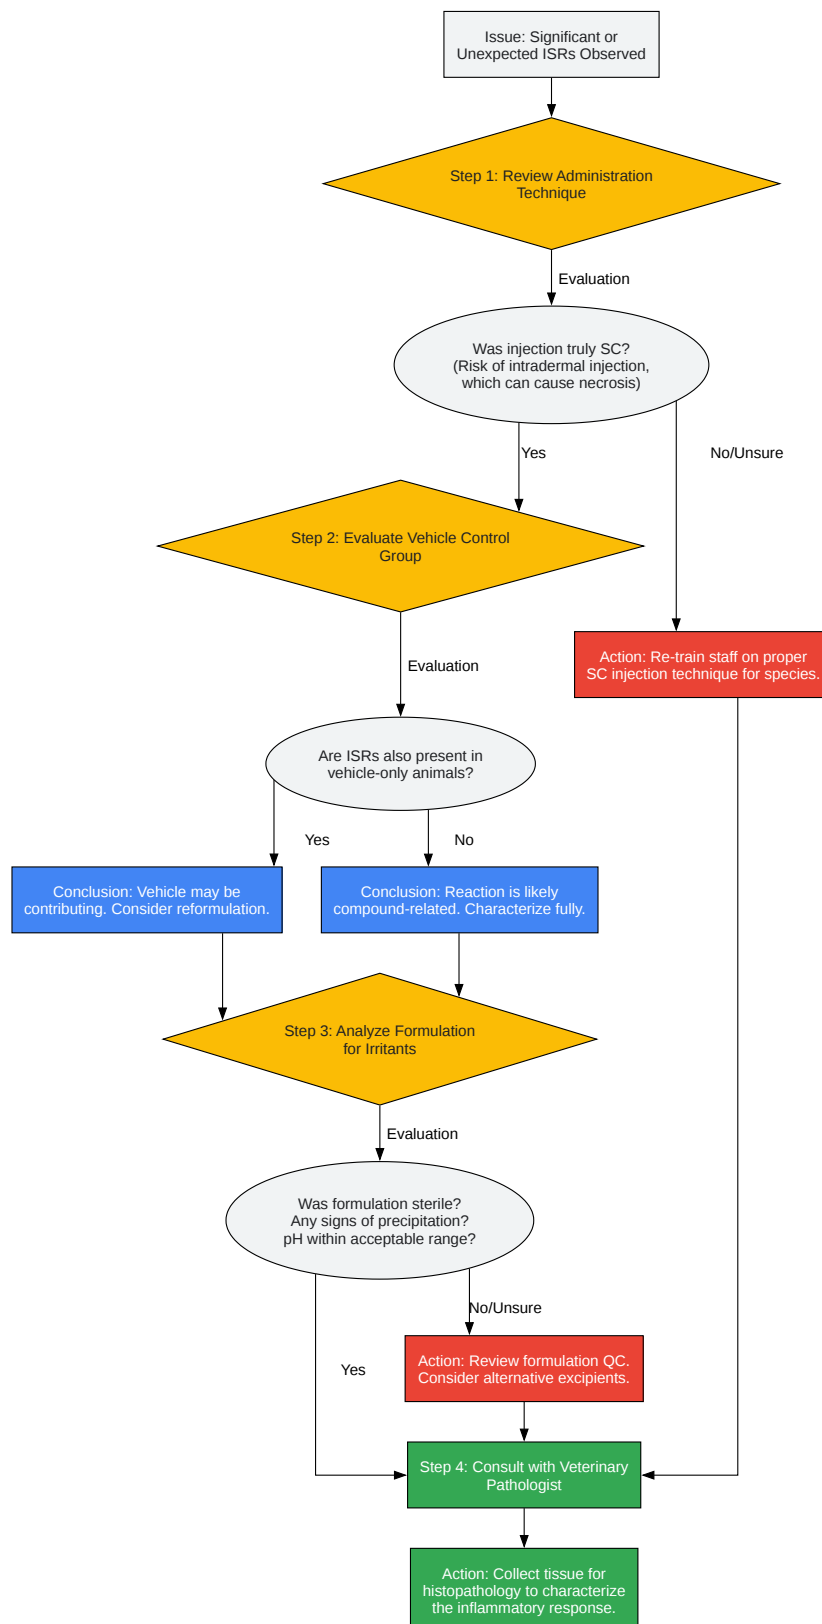 Issue: Significant or
Unexpected ISRs Observed
Step 1: Review Administration
Technique
Evaluation
Was injection truly SC?
(Risk of intradermal injection,
which can cause necrosis)
Yes
No/Unsure
Step 2: Evaluate Vehicle Control
Group
Action: Re-train staff on proper
SC injection technique for species.
Evaluation
Are ISRs also present in
vehicle-only animals?
Yes
No
Conclusion: Vehicle may be
contributing. Consider reformulation.
Conclusion: Reaction is likely
compound-related. Characterize fully.
Step 3: Analyze Formulation
for Irritants
Evaluation
Was formulation sterile?
Any signs of precipitation?
pH within acceptable range?
No/Unsure
Yes
Action: Review formulation QC.
Consider alternative excipients.
Step 4: Consult with Veterinary
Pathologist
Action: Collect tissue for
histopathology to characterize
the inflammatory response.